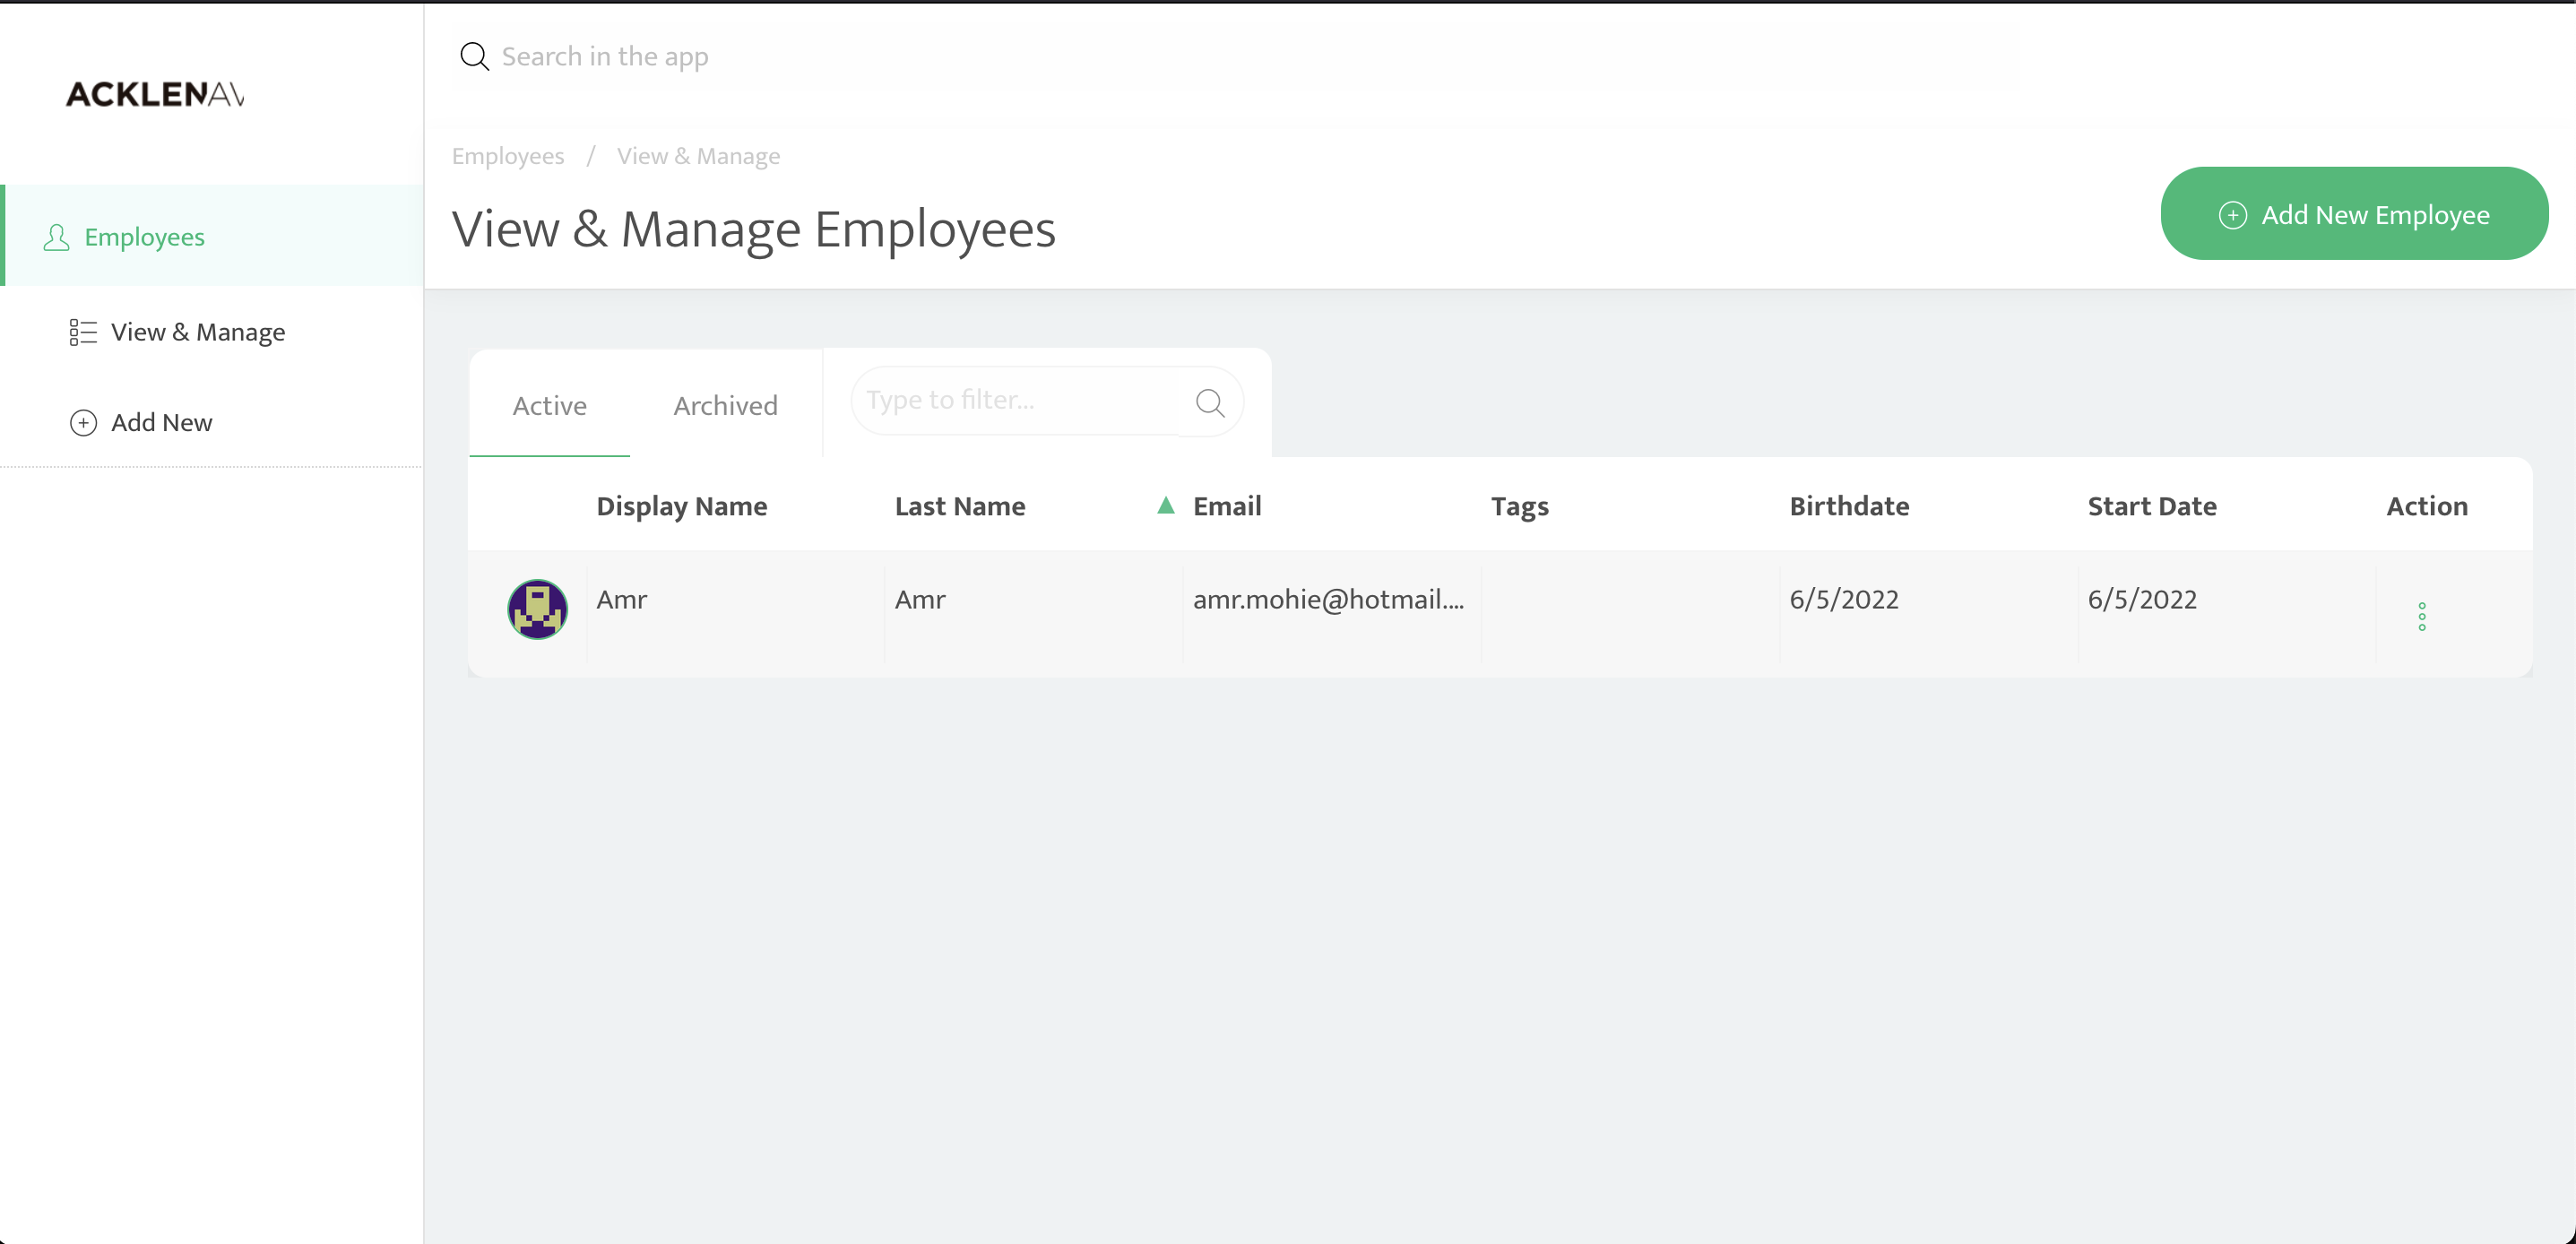 ACKLENAV
Search in the app
Employees / View & Manage
View & Manage Employees
Add New Employee
Employees
View & Manage
Add New
Active
Archived
Type to filter...
Display Name Last Name ▲ Email Tags Birthdate Start Date Action
Amr Amr amr.mohie@hotmail.... 6/5/2022 6/5/2022